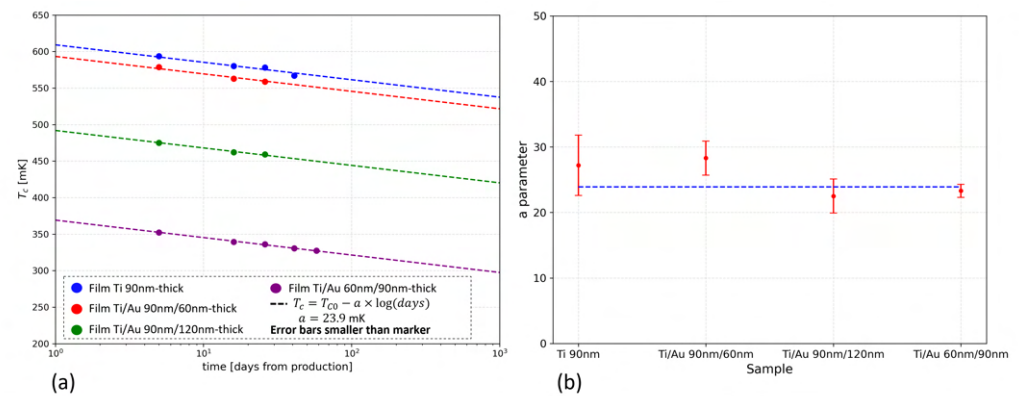 650
600
550
500
450
400
350
300
250
200
T_c [mK]
10^0
10^1
10^2
10^3
time [days from production]
Film Ti 90nm-thick
Film Ti/Au 90nm/60nm-thick
Film Ti/Au 90nm/120nm-thick
Film Ti/Au 60nm/90nm-thick
T_c = T_C0 − a × log(days)
a = 23.9 mK
Error bars smaller than marker
(a)
50
40
30
20
10
0
a parameter
Ti 90nm
Ti/Au 90nm/60nm
Ti/Au 90nm/120nm
Ti/Au 60nm/90nm
Sample
(b)